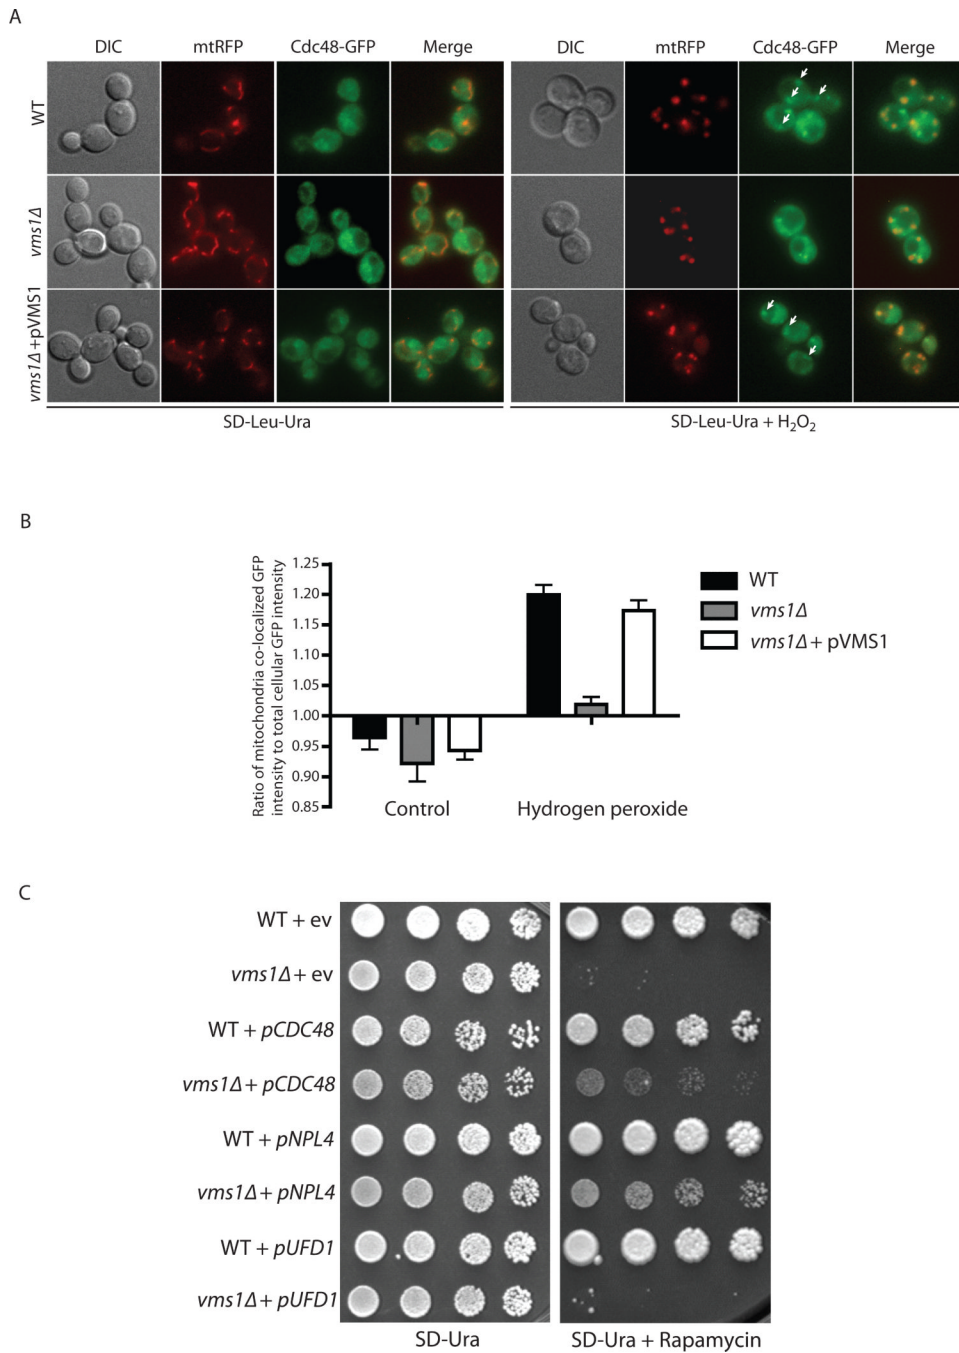 A
DIC mtRFP Cdc48-GFP Merge DIC mtRFP Cdc48-GFP Merge
WT
vms1Δ
vms1Δ+pVMS1
SD-Leu-Ura SD-Leu-Ura + H₂O₂
B
Ratio of mitochondria co-localized GFP
intensity to total cellular GFP intensity
1.25
1.20
1.15
1.10
1.05
1.00
0.95
0.90
0.85
Control Hydrogen peroxide
WT
vms1Δ
vms1Δ + pVMS1
C
WT + ev
vms1Δ + ev
WT + pCDC48
vms1Δ + pCDC48
WT + pNPL4
vms1Δ + pNPL4
WT + pUFD1
vms1Δ + pUFD1
SD-Ura SD-Ura + Rapamycin